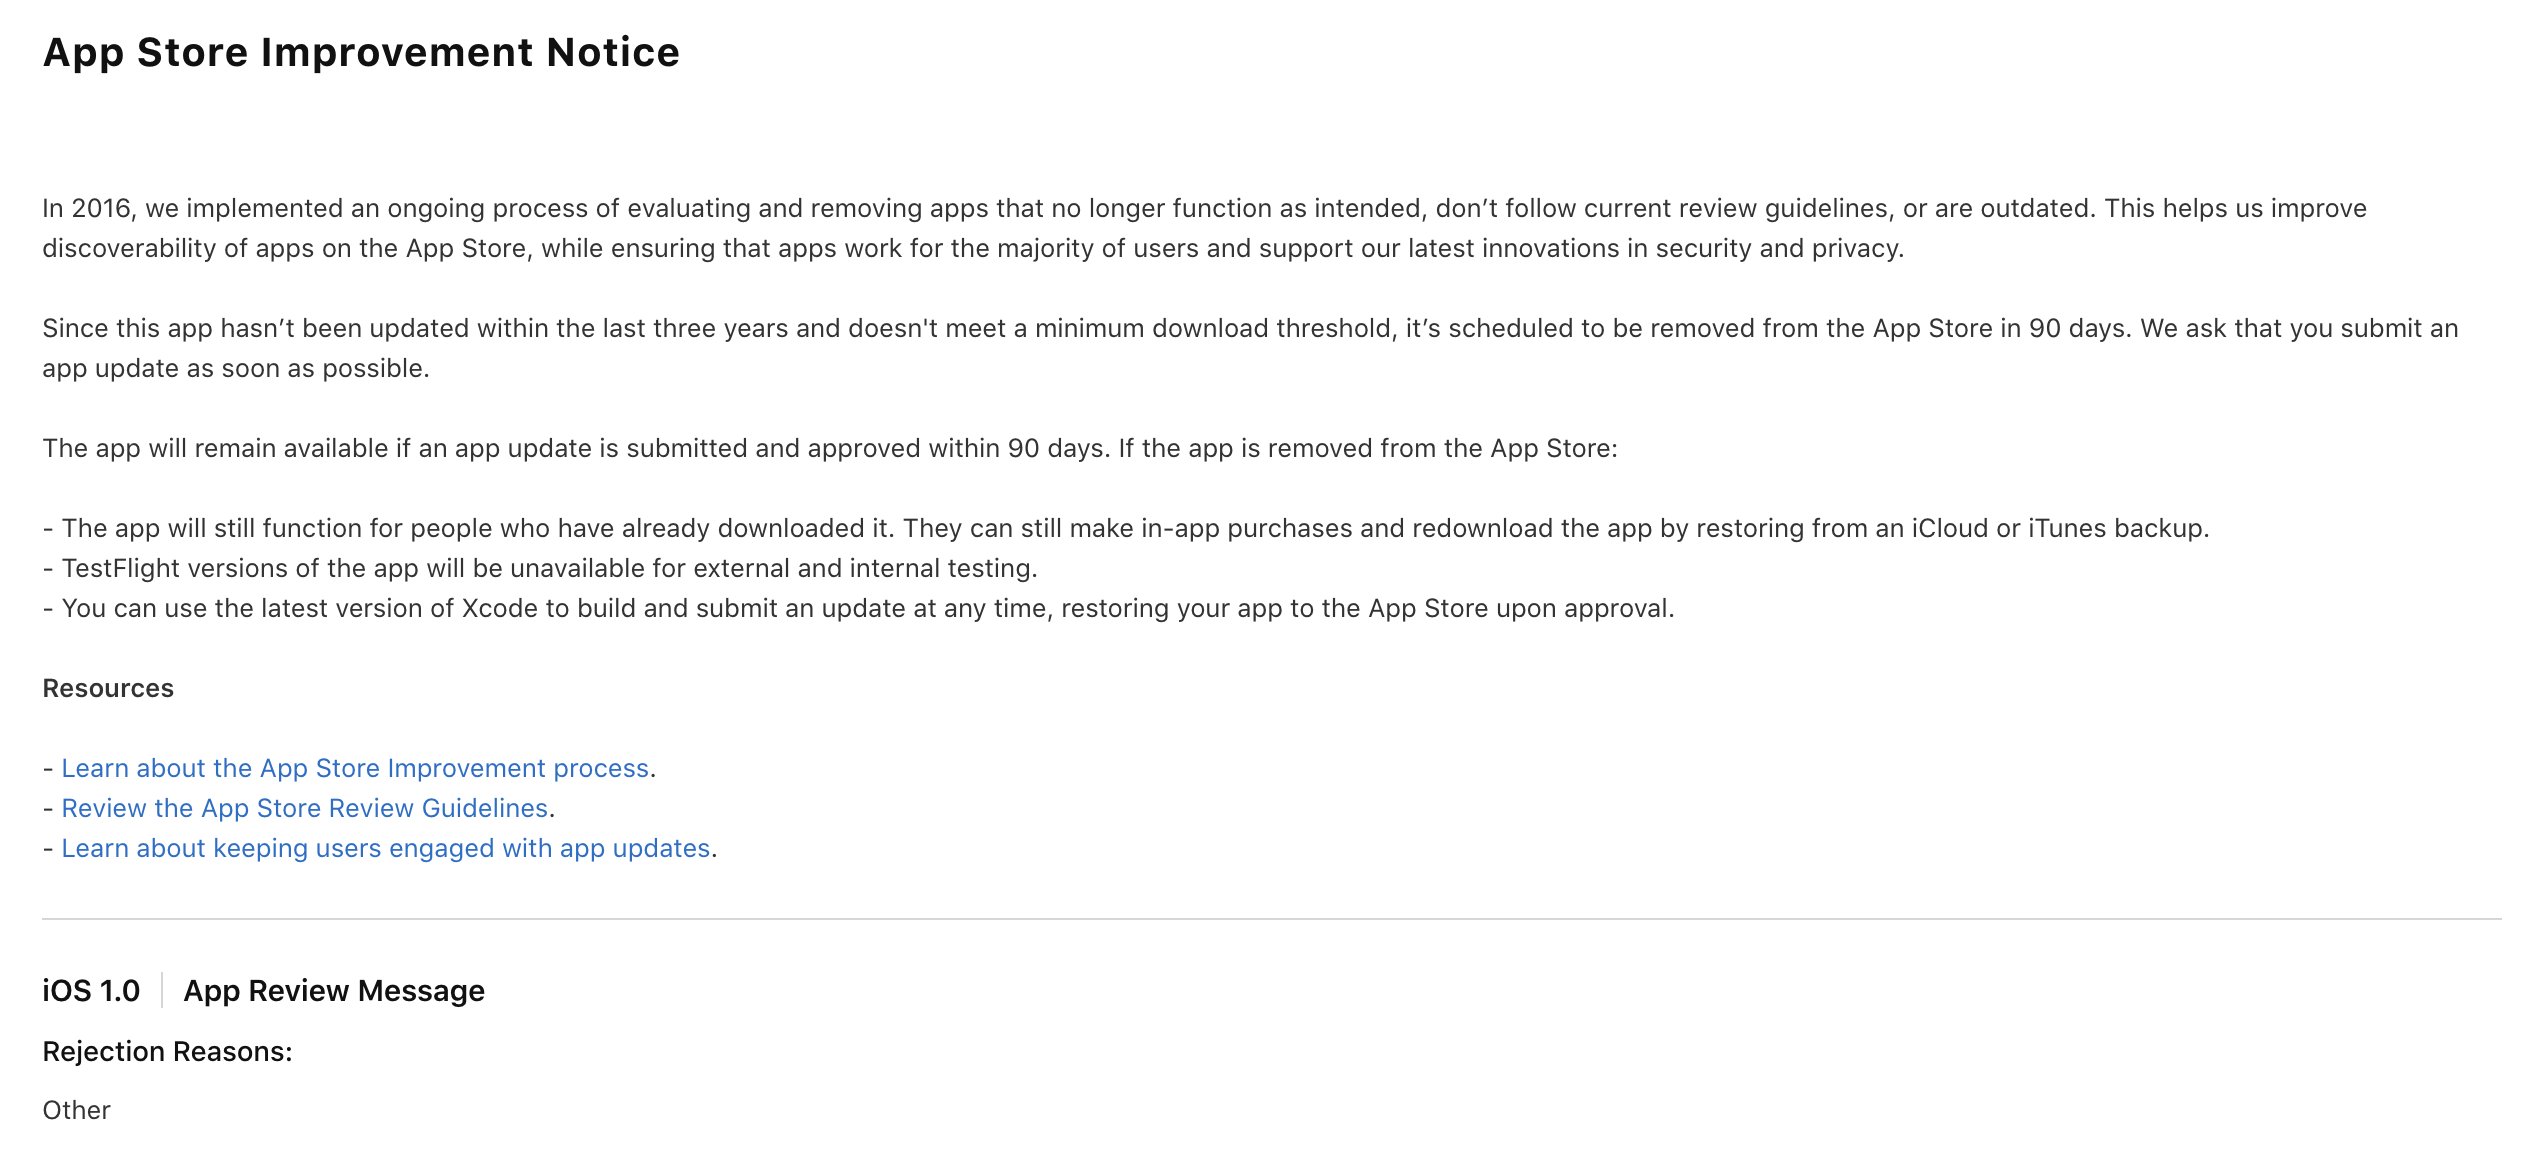 App Store Improvement Notice
In 2016, we implemented an ongoing process of evaluating and removing apps that no longer function as intended, don’t follow current review guidelines, or are outdated. This helps us improve
discoverability of apps on the App Store, while ensuring that apps work for the majority of users and support our latest innovations in security and privacy.
Since this app hasn’t been updated within the last three years and doesn't meet a minimum download threshold, it’s scheduled to be removed from the App Store in 90 days. We ask that you submit an
app update as soon as possible.
The app will remain available if an app update is submitted and approved within 90 days. If the app is removed from the App Store:
- The app will still function for people who have already downloaded it. They can still make in-app purchases and redownload the app by restoring from an iCloud or iTunes backup.
- TestFlight versions of the app will be unavailable for external and internal testing.
- You can use the latest version of Xcode to build and submit an update at any time, restoring your app to the App Store upon approval.
Resources
- Learn about the App Store Improvement process.
- Review the App Store Review Guidelines.
- Learn about keeping users engaged with app updates.
iOS 1.0 App Review Message
Rejection Reasons:
Other